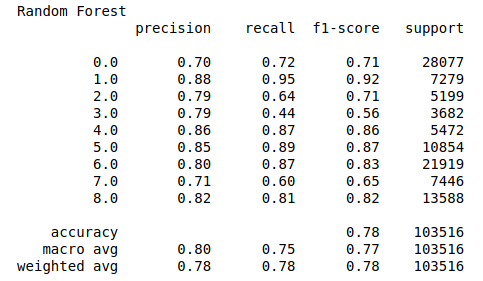 Random Forest
precision recall f1-score support
0.0 0.70 0.72 0.71 28077
1.0 0.88 0.95 0.92 7279
2.0 0.79 0.64 0.71 5199
3.0 0.79 0.44 0.56 3682
4.0 0.86 0.87 0.86 5472
5.0 0.85 0.89 0.87 10854
6.0 0.80 0.87 0.83 21919
7.0 0.71 0.60 0.65 7446
8.0 0.82 0.81 0.82 13588
accuracy 0.78 103516
macro avg 0.80 0.75 0.77 103516
weighted avg 0.78 0.78 0.78 103516